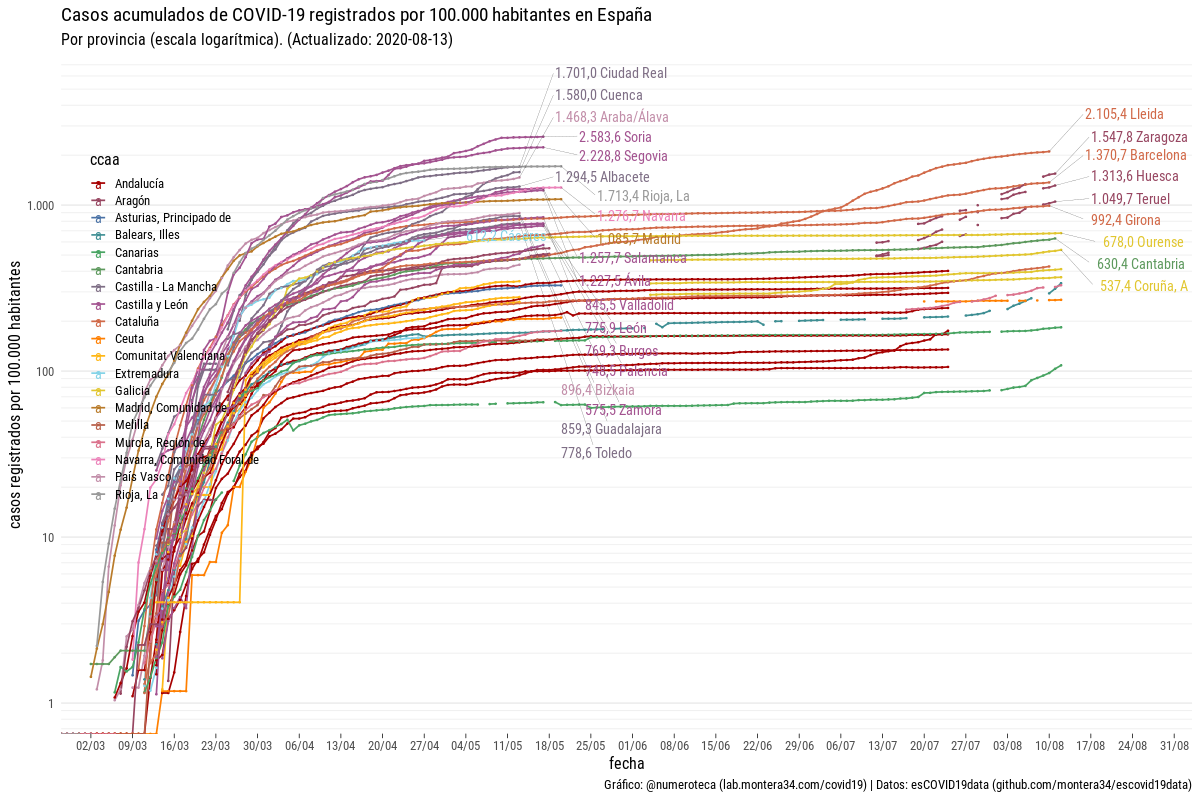 Casos acumulados de COVID-19 registrados por 100.000 habitantes en España
Por provincia (escala logarítmica). (Actualizado: 2020-08-13)
1.701,0 Ciudad Real
1.580,0 Cuenca
1.468,3 Araba/Álava
2.583,6 Soria
2.228,8 Segovia
1.294,5 Albacete
1.713,4 Rioja, La
1.276,7 Navarra
1.085,7 Madrid
1.257,7 Salamanca
1.227,5 Ávila
845,5 Valladolid
776,9 León
769,3 Burgos
Palencia
896,4 Bizkaia
575,5 Zamora
859,3 Guadalajara
778,6 Toledo
2.105,4 Lleida
1.547,8 Zaragoza
1.370,7 Barcelona
1.313,6 Huesca
1.049,7 Teruel
992,4 Girona
678,0 Ourense
630,4 Cantabria
537,4 Coruña, A
ccaa
Andalucía
Aragón
Asturias, Principado de
Balears, Illes
Canarias
Cantabria
Castilla - La Mancha
Castilla y León
Cataluña
Ceuta
Comunitat Valenciana
Extremadura
Galicia
Madrid, Comunidad de
Melilla
Murcia, Región de
Navarra, Comunidad Foral de
País Vasco
Rioja, La
casos registrados por 100.000 habitantes
1.000
100
10
1
02/03 09/03 16/03 23/03 30/03 06/04 13/04 20/04 27/04 04/05 11/05 18/05 25/05 01/06 08/06 15/06 22/06 29/06 06/07 13/07 20/07 27/07 03/08 10/08 17/08 24/08 31/08
fecha
Gráfico: @numeroteca (lab.montera34.com/covid19) | Datos: esCOVID19data (github.com/montera34/escovid19data)